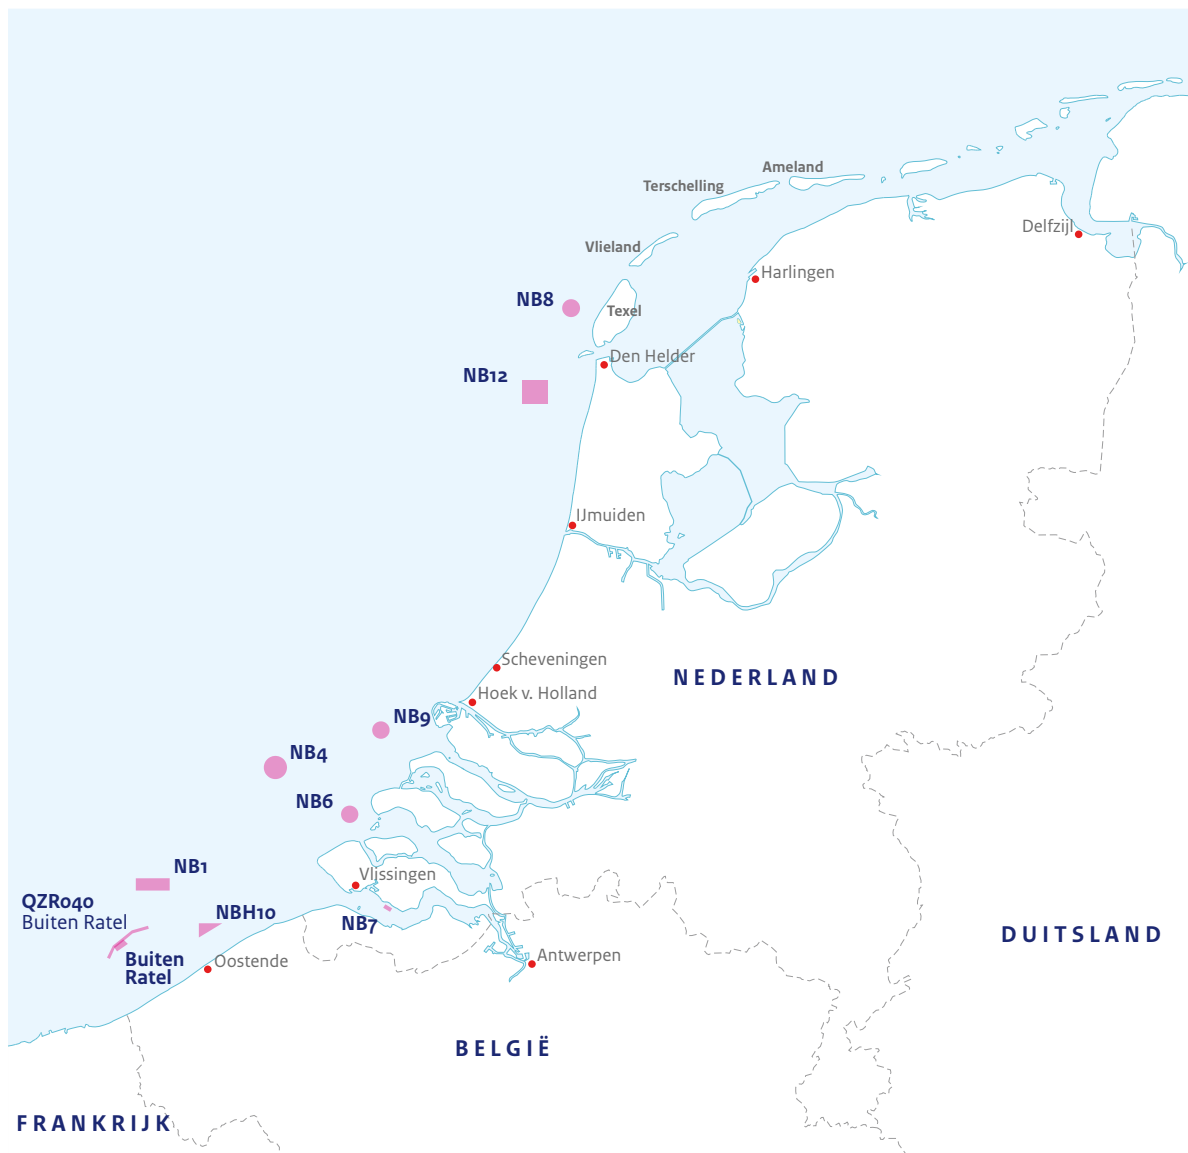 Ameland
Terschelling
Delfzijl
Vlieland
Harlingen
NB8
Texel
Den Helder
NB12
IJmuiden
Scheveningen
NEDERLAND
Hoek v. Holland
NB9
NB4
NB6
NB1
Vlissingen
QZR040
Buiten Ratel
NBH10
NB7
DUITSLAND
Buiten
Ratel
Oostende
Antwerpen
BELGIË
FRANKRIJK